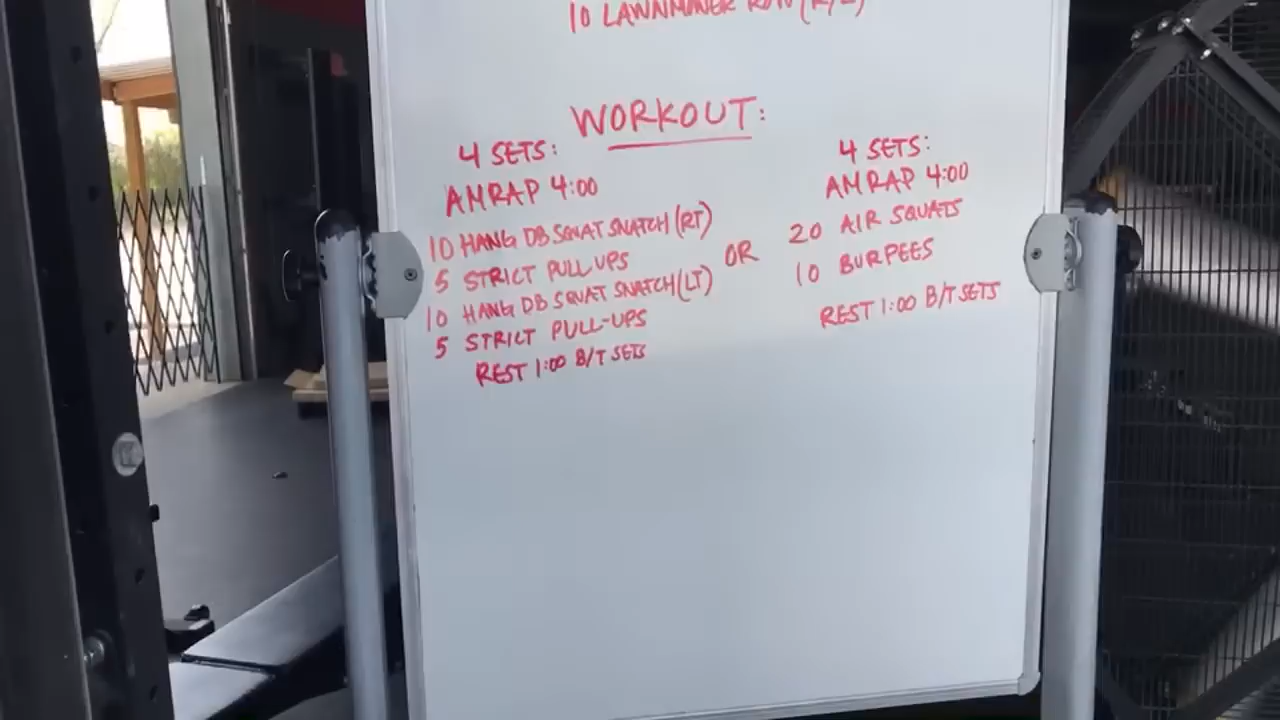 10 LAWNMOWER ROW (R/L)
WORKOUT:
4 SETS:
AMRAP 4:00
10 HANG DB SQUAT SNATCH (RT)
5 STRICT PULL UPS
10 HANG DB SQUAT SNATCH (LT)
5 STRICT PULL-UPS
REST 1:00 B/T SETS
OR
4 SETS:
AMRAP 4:00
20 AIR SQUATS
10 BURPEES
REST 1:00 B/T SETS